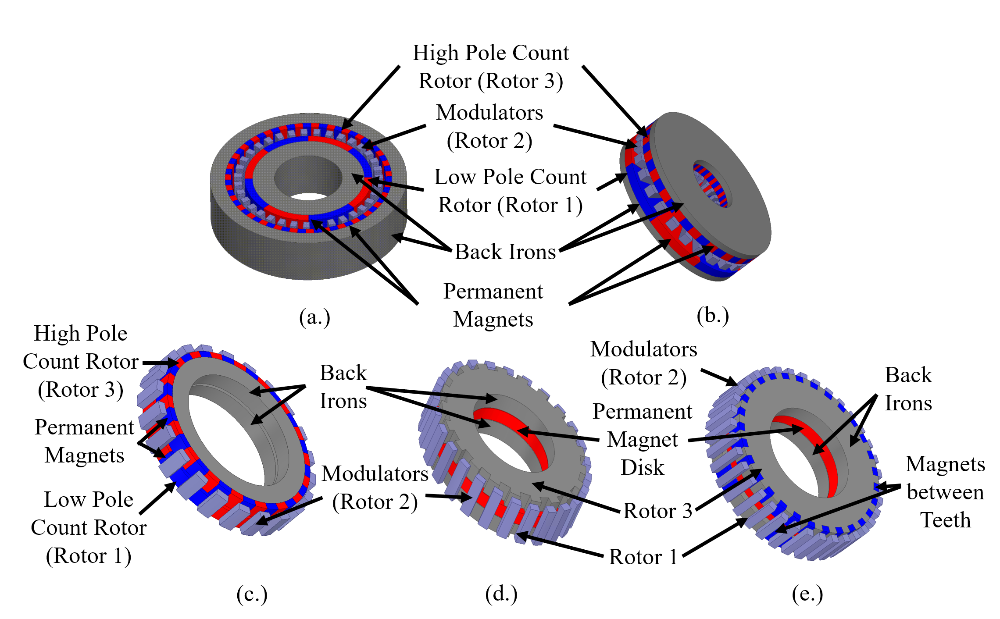 High Pole Count
Rotor (Rotor 3)
Modulators
(Rotor 2)
Low Pole Count
Rotor (Rotor 1)
Back Irons
Permanent
Magnets
(a.)
(b.)
High Pole
Count Rotor
(Rotor 3)
Permanent
Magnets
Low Pole
Count Rotor
(Rotor 1)
Back
Irons
Modulators
(Rotor 2)
Modulators
(Rotor 2)
Permanent
Magnet
Disk
Rotor 3
Rotor 1
Back
Irons
Magnets
between
Teeth
(c.)
(d.)
(e.)